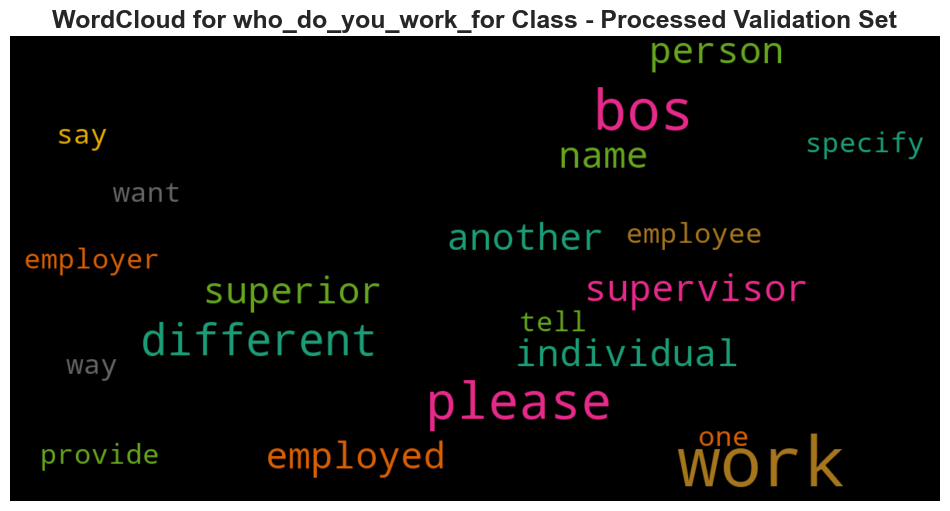 WordCloud for who_do_you_work_for Class - Processed Validation Set
person
bos
say
specify
name
want
another
employee
employer
superior
supervisor
tell
different
individual
way
please
one
provide
employed
work